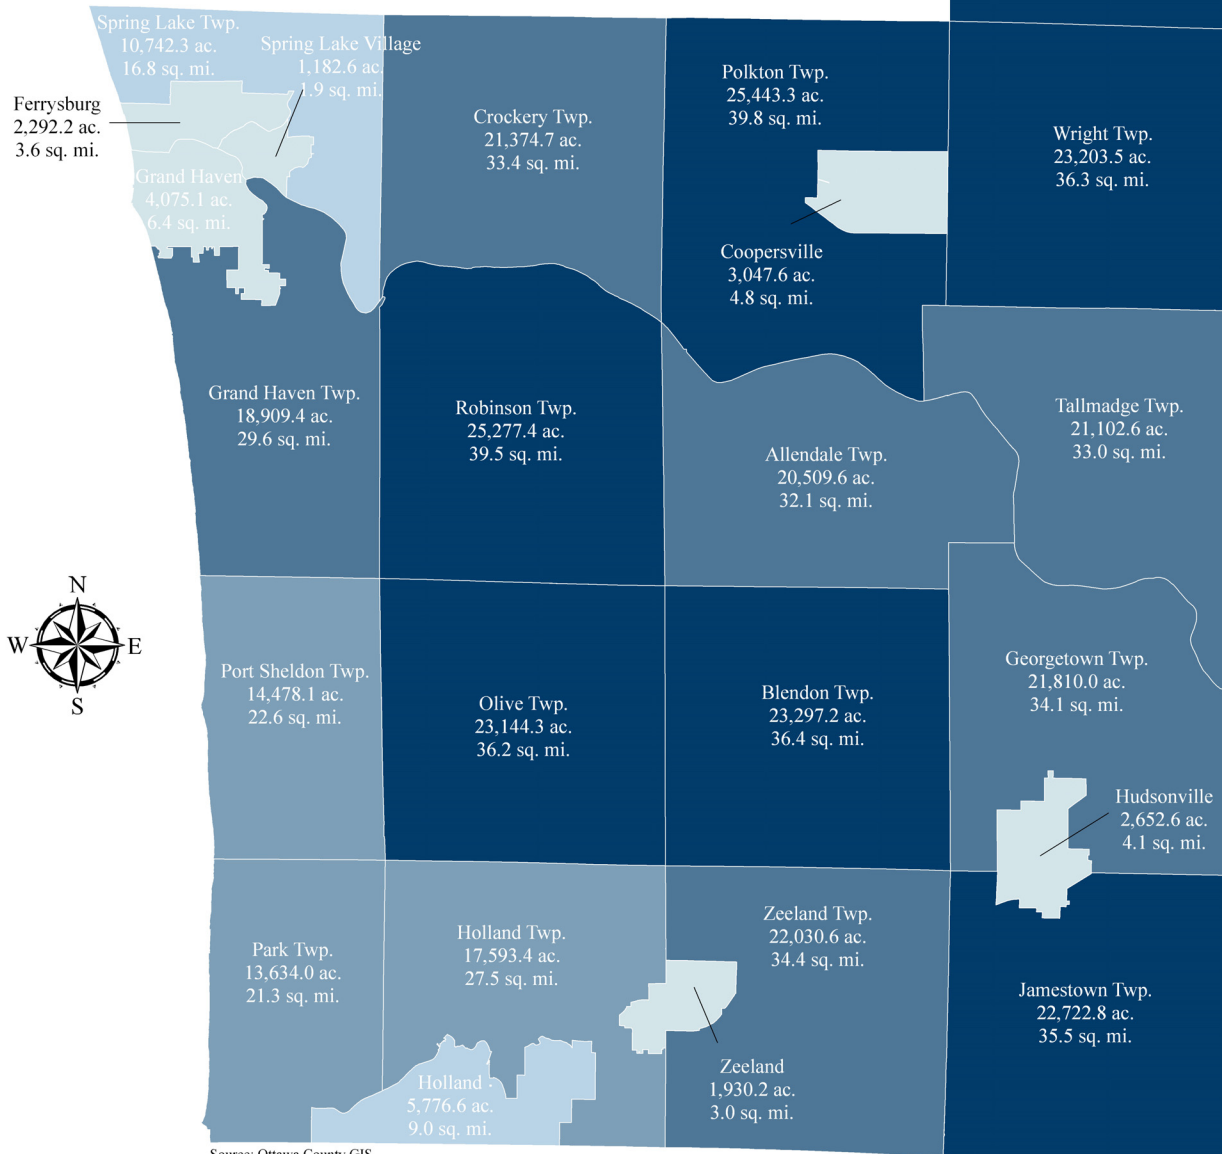 Spring Lake Twp.
10,742.3 ac.
16.8 sq. mi.
Spring Lake Village
1,182.6 ac.
1.9 sq. mi.
Ferrysburg
2,292.2 ac.
3.6 sq. mi.
Grand Haven
4,075.1 ac.
6.4 sq. mi.
Crockery Twp.
21,374.7 ac.
33.4 sq. mi.
Polkton Twp.
25,443.3 ac.
39.8 sq. mi.
Wright Twp.
23,203.5 ac.
36.3 sq. mi.
Coopersville
3,047.6 ac.
4.8 sq. mi.
Grand Haven Twp.
18,909.4 ac.
29.6 sq. mi.
Robinson Twp.
25,277.4 ac.
39.5 sq. mi.
Allendale Twp.
20,509.6 ac.
32.1 sq. mi.
Tallmadge Twp.
21,102.6 ac.
33.0 sq. mi.
N
W
E
S
Port Sheldon Twp.
14,478.1 ac.
22.6 sq. mi.
Olive Twp.
23,144.3 ac.
36.2 sq. mi.
Blendon Twp.
23,297.2 ac.
36.4 sq. mi.
Georgetown Twp.
21,810.0 ac.
34.1 sq. mi.
Hudsonville
2,652.6 ac.
4.1 sq. mi.
Park Twp.
13,634.0 ac.
21.3 sq. mi.
Holland Twp.
17,593.4 ac.
27.5 sq. mi.
Zeeland Twp.
22,030.6 ac.
34.4 sq. mi.
Jamestown Twp.
22,722.8 ac.
35.5 sq. mi.
Holland
5,776.6 ac.
9.0 sq. mi.
Zeeland
1,930.2 ac.
3.0 sq. mi.
Source: Ottawa County GIS